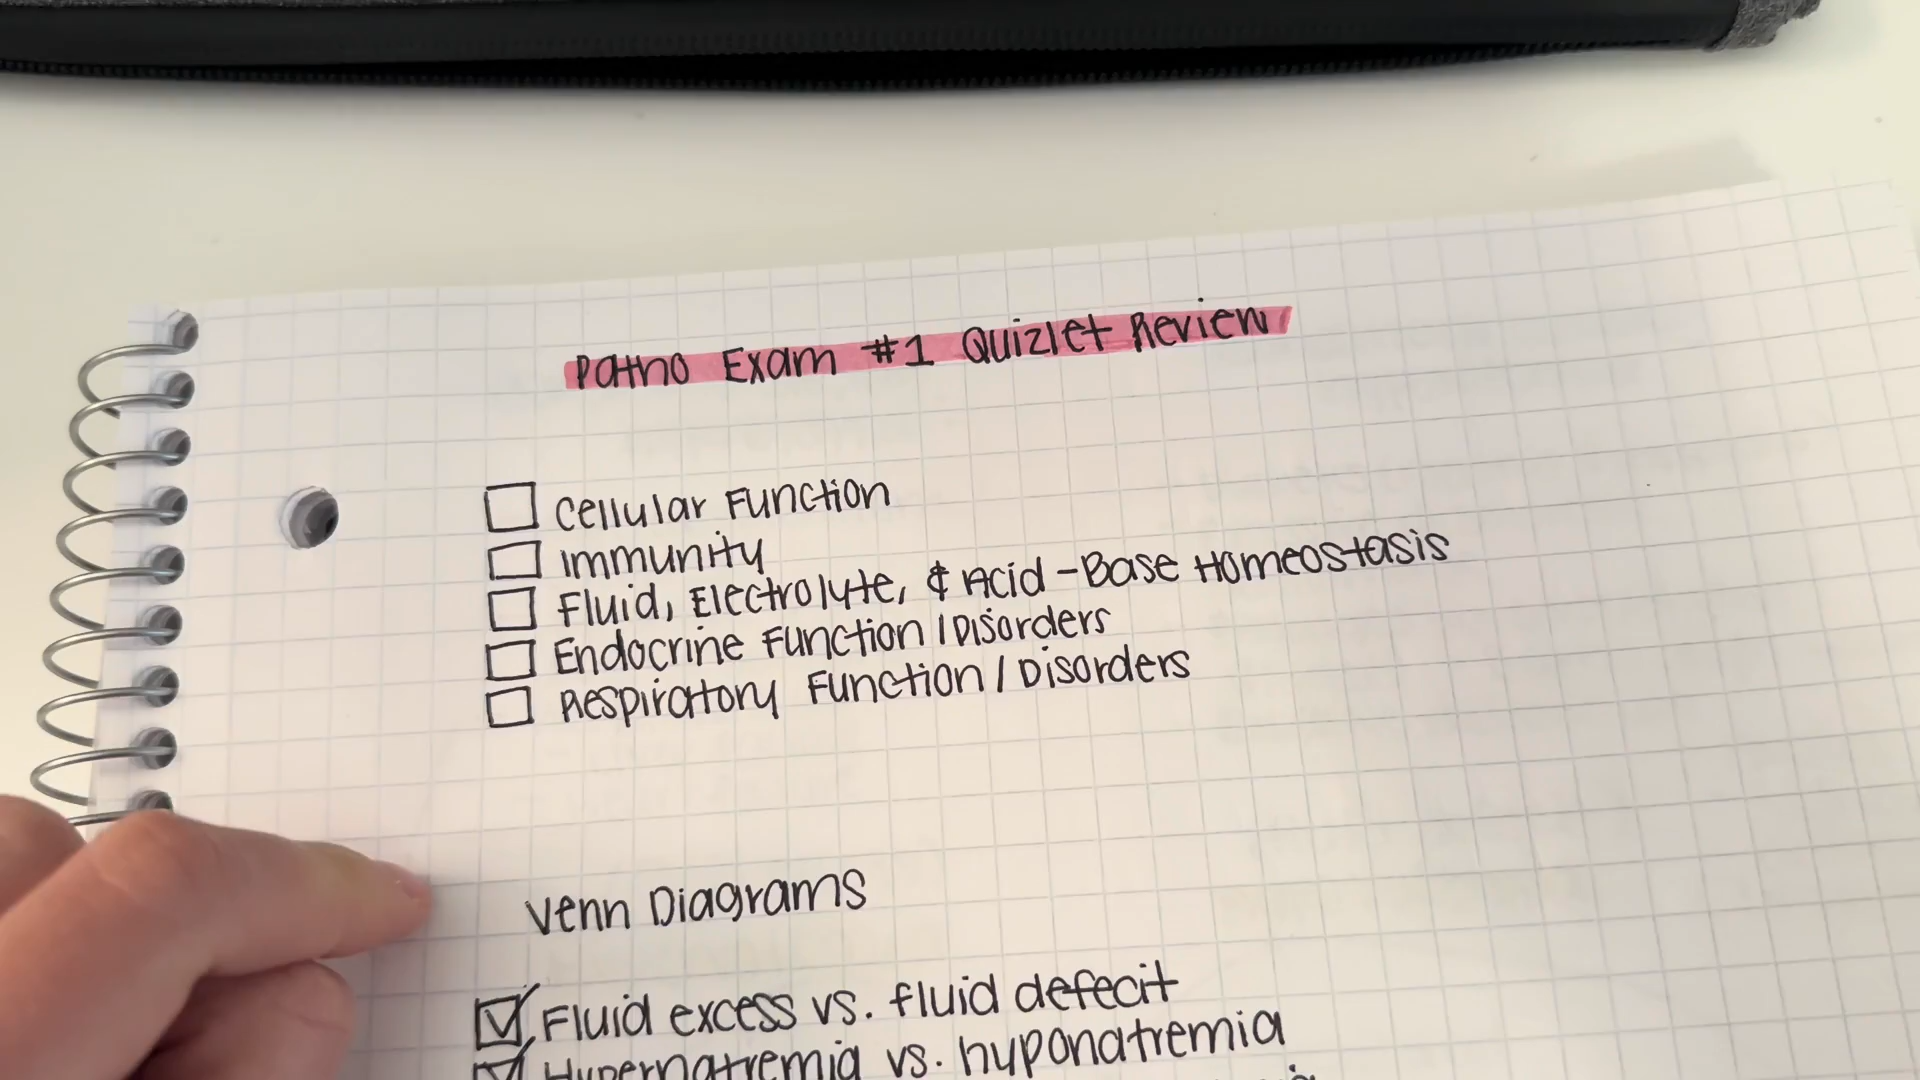 Patho Exam #1 Quizlet Review
Cellular Function
Immunity
Fluid, Electrolyte, & Acid-Base Homeostasis
Endocrine Function/Disorders
Respiratory Function/Disorders
Venn Diagrams
Fluid excess vs. fluid defecit
Hypernatremia vs. hyponatremia